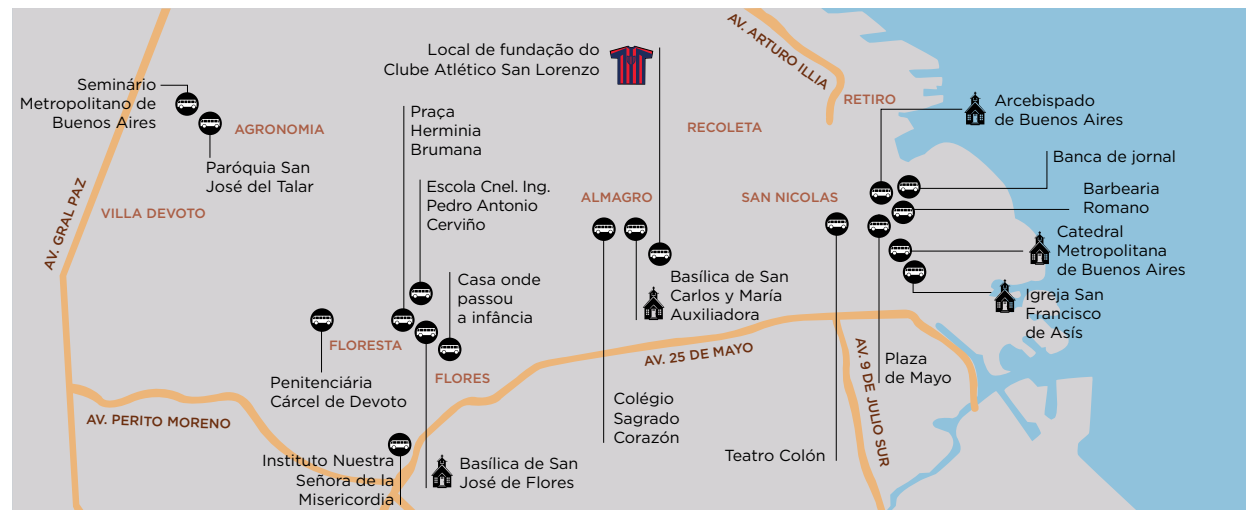 Seminário
Metropolitano de
Buenos Aires
Paróquia San
José del Talar
AGRONOMIA
VILLA DEVOTO
AV. GRAL PAZ
Praça
Herminia
Brumana
Escola Cnel. Ing.
Pedro Antonio
Cerviño
Casa onde
passou
a infância
FLORESTA
FLORES
Penitenciária
Cárcel de Devoto
AV. PERITO MORENO
Instituto Nuestra
Señora de la
Misericordia
Basílica de San
José de Flores
Local de fundação do
Clube Atlético San Lorenzo
ALMAGRO
RECOLETA
Basílica de San
Carlos y María
Auxiliadora
AV. 25 DE MAYO
Colégio
Sagrado
Corazón
AV. ARTURO ILLIA
RETIRO
SAN NICOLAS
Arcebispado
de Buenos Aires
Banca de jornal
Barbearia
Romano
Catedral
Metropolitana
de Buenos Aires
Igreja San
Francisco
de Asís
Plaza
de Mayo
AV. 9 DE JULIO SUR
Teatro Colón